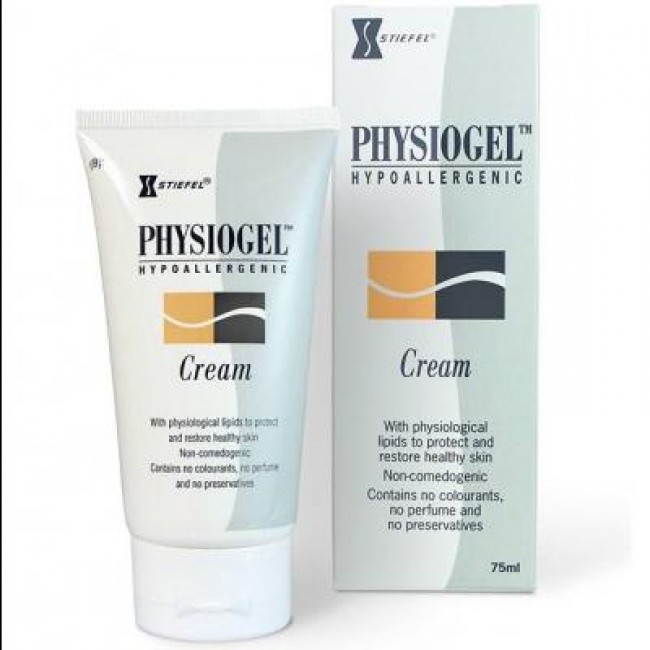 STIEFEL®
PHYSIOGEL™
HYPOALLERGENIC
Cream
With physiological lipids to protect
and restore healthy skin
Non-comedogenic
Contains no colourants, no perfume
and no preservatives
STIEFEL®
PHYSIOGEL™
HYPOALLERGENIC
Cream
With physiological
lipids to protect and
restore healthy skin
Non-comedogenic
Contains no colourants,
no perfume and
no preservatives
75ml